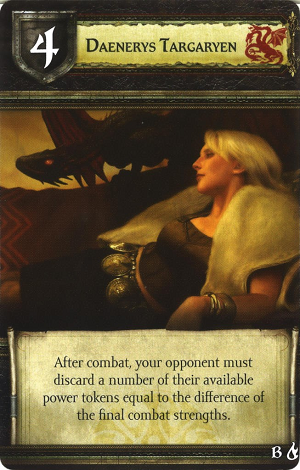 4
DAENERYS TARGARYEN
After combat, your opponent must
discard a number of their available
power tokens equal to the difference of
the final combat strengths.
B